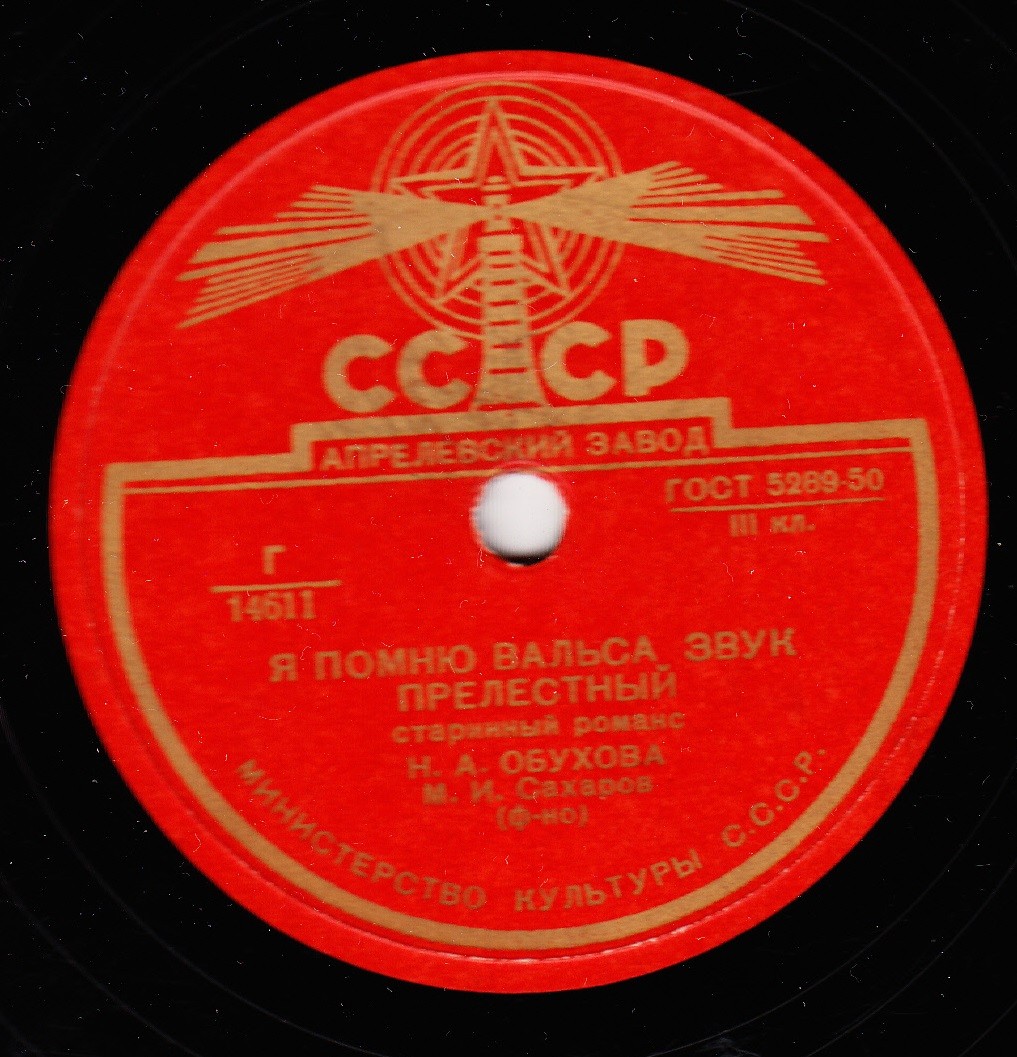 СССР
АПРЕЛЕВСКИЙ ЗАВОД
ГОСТ 5289-50
III кл.
Г
14611
Я ПОМНЮ ВАЛЬСА ЗВУК
ПРЕЛЕСТНЫЙ
старинный романс
Н. А. ОБУХОВА
М. И. Сахаров
(ф-но)
МИНИСТЕРСТВО КУЛЬТУРЫ С.С.С.Р.